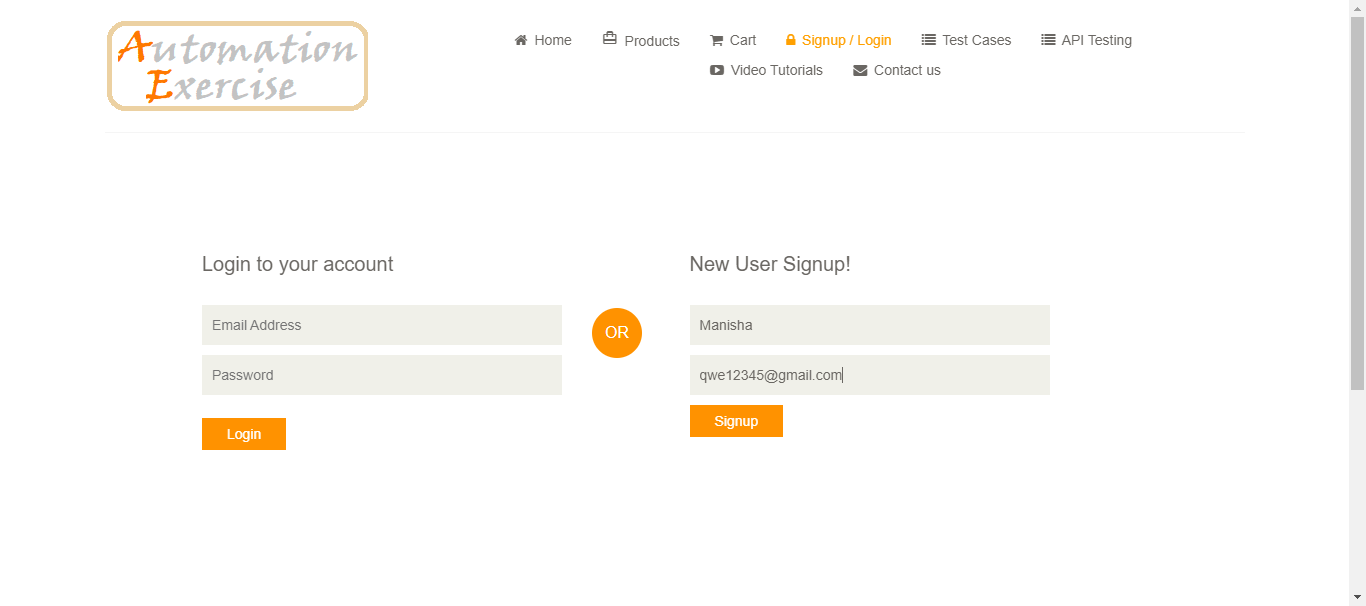 Automation
Exercise
Home Products Cart Signup / Login Test Cases API Testing
Video Tutorials Contact us
Login to your account
Email Address
Password
Login
OR
New User Signup!
Manisha
qwe12345@gmail.com
Signup